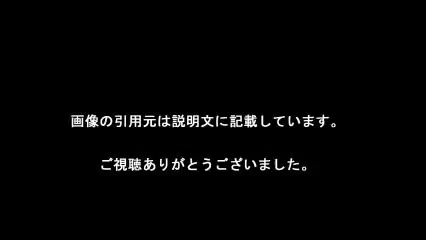 画像の引用元は説明文に記載しています。
ご視聴ありがとうございました。